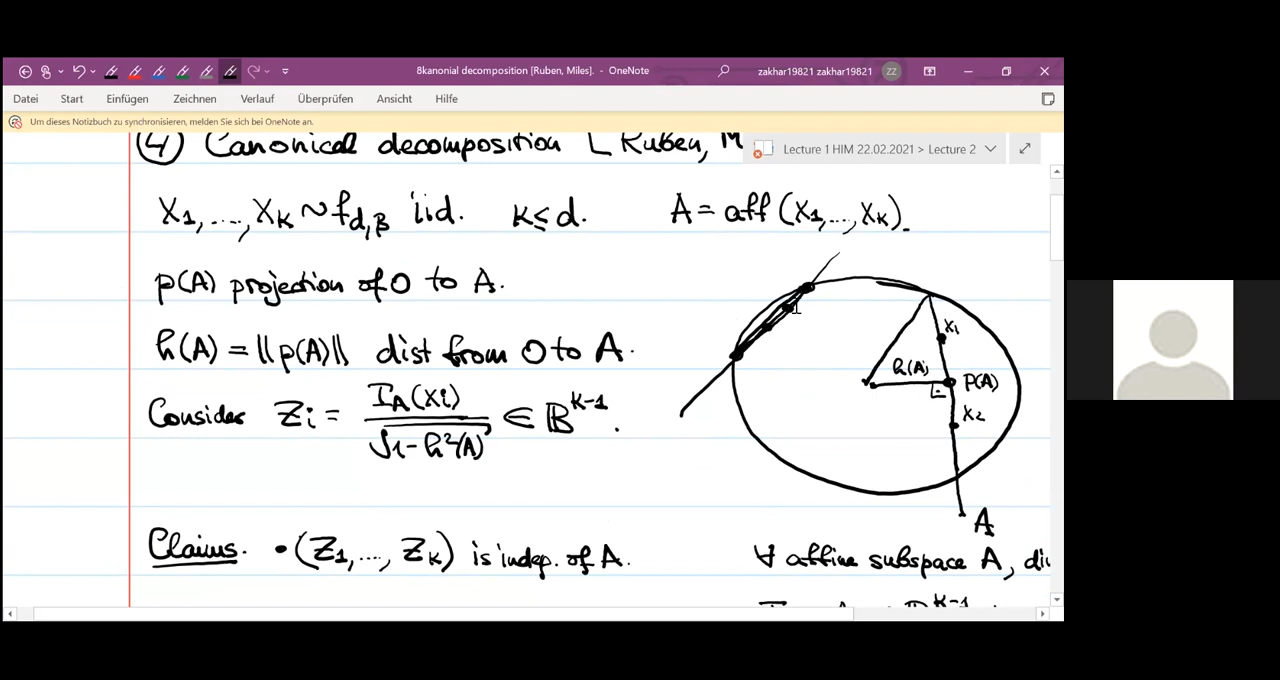 8kanonial decomposition [Ruben, Miles]. - OneNote
zakhar19821 zakhar19821 ZZ
Datei Start Einfügen Zeichnen Verlauf Überprüfen Ansicht Hilfe
Um dieses Notizbuch zu synchronisieren, melden Sie sich bei OneNote an.
(4) Canonical decomposition [ Ruben, M
Lecture 1 HIM 22.02.2021 > Lecture 2
X1, ..., XK ~ f_{d,β} iid. K ≤ d. A = aff (X1, ..., XK).
p(A) projection of O to A.
h(A) = ||p(A)|| dist from O to A.
Consider Zi = I_A(Xi) / √(1 - h²(A)) ∈ 𝔹^{K-1}.
X1
h(A)
P(A)
X2
A
Claims. • (Z1, ..., ZK) is indep. of A.
∀ affine subspace A, di